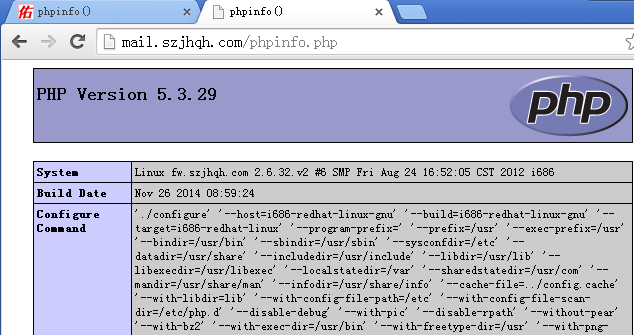 佑 phpinfo()
phpinfo()
mail.szjhqh.com/phpinfo.php
PHP Version 5.3.29
php
System Linux fw.szjhqh.com 2.6.32.v2 #6 SMP Fri Aug 24 16:52:05 CST 2012 i686
Build Date Nov 26 2014 08:59:24
Configure Command './configure' '--host=i686-redhat-linux-gnu' '--build=i686-redhat-linux-gnu' '--
target=i686-redhat-linux' '--program-prefix=' '--prefix=/usr' '--exec-prefix=/usr'
'--bindir=/usr/bin' '--sbindir=/usr/sbin' '--sysconfdir=/etc' '--
datadir=/usr/share' '--includedir=/usr/include' '--libdir=/usr/lib' '--
libexecdir=/usr/libexec' '--localstatedir=/var' '--sharedstatedir=/usr/com' '--
mandir=/usr/share/man' '--infodir=/usr/share/info' '--cache-file=../config.cache'
'--with-libdir=lib' '--with-config-file-path=/etc' '--with-config-file-scan-
dir=/etc/php.d' '--disable-debug' '--with-pic' '--disable-rpath' '--without-pear'
'--with-bz2' '--with-exec-dir=/usr/bin' '--with-freetype-dir=/usr' '--with-png-